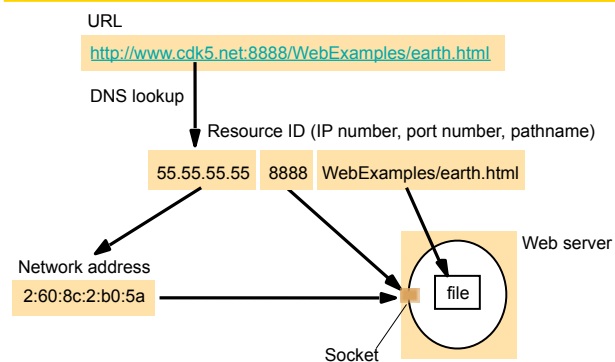 URL
http://www.cdk5.net:8888/WebExamples/earth.html
DNS lookup
Resource ID (IP number, port number, pathname)
55.55.55.55 8888 WebExamples/earth.html
Web server
Network address
2:60:8c:2:b0:5a
file
Socket